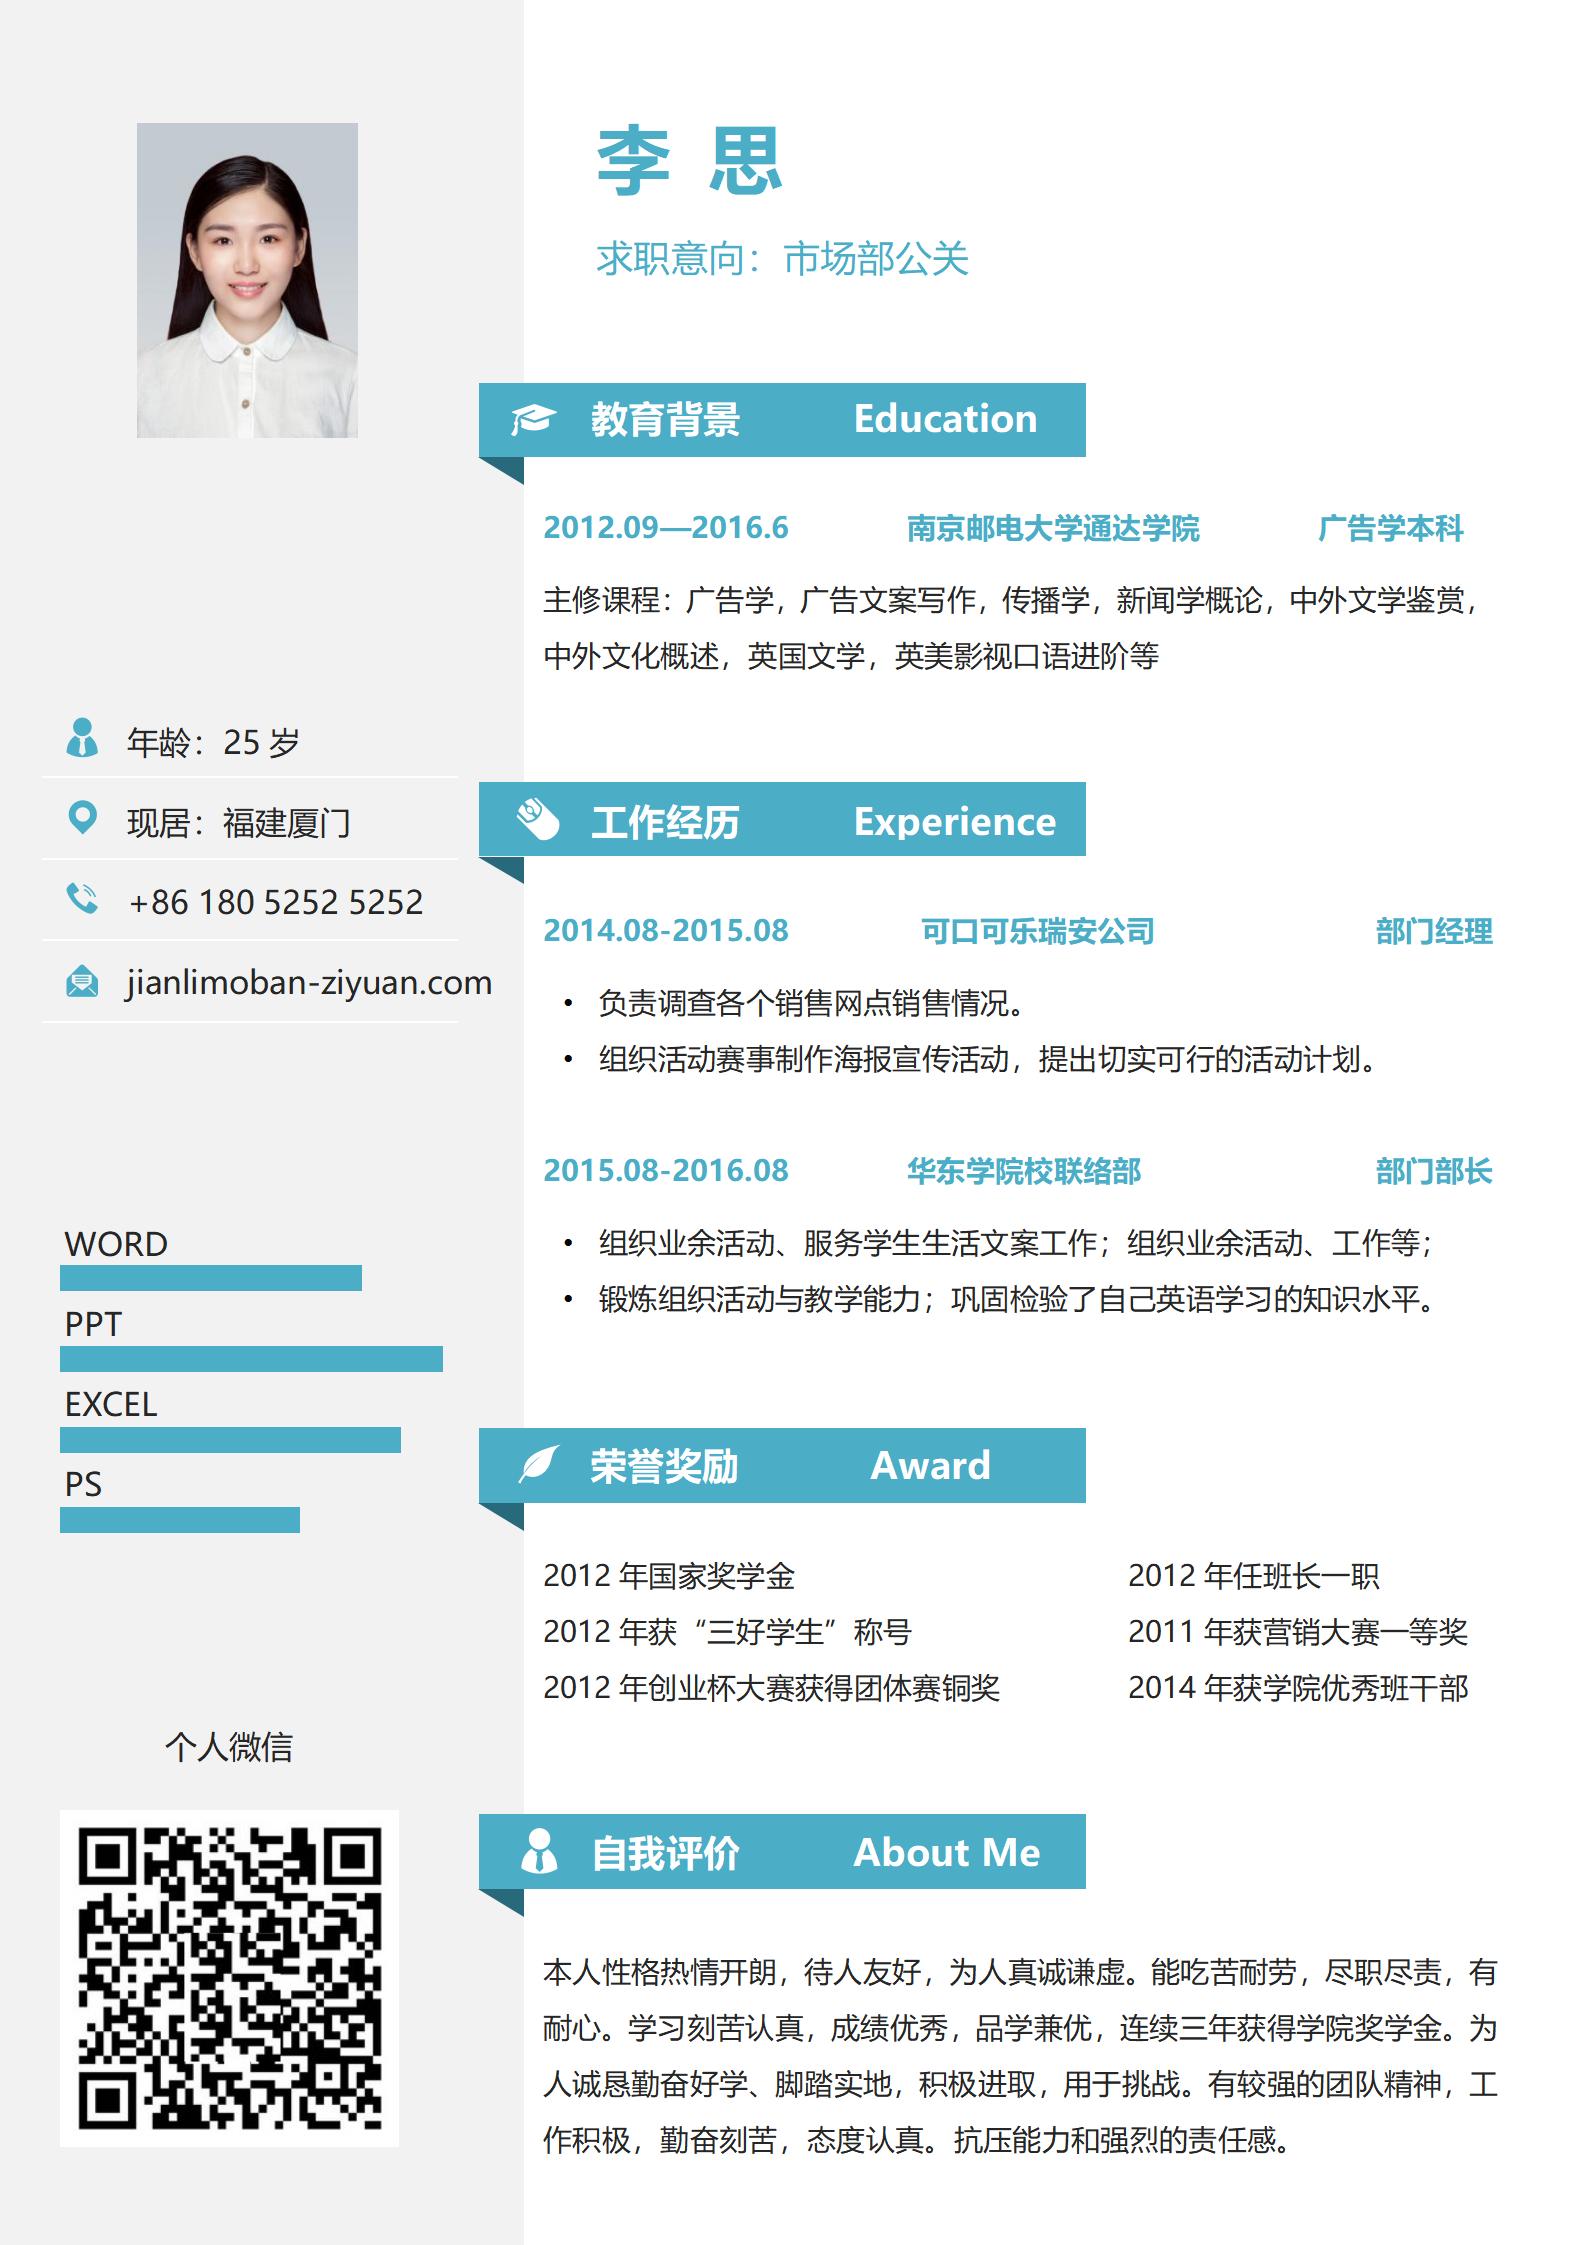 李 思
求职意向：市场部公关
教育背景 Education
2012.09—2016.6 南京邮电大学通达学院 广告学本科
主修课程：广告学，广告文案写作，传播学，新闻学概论，中外文学鉴赏，
中外文化概述，英国文学，英美影视口语进阶等
年龄：25 岁
现居：福建厦门
+86 180 5252 5252
jianlimoban-ziyuan.com
工作经历 Experience
2014.08-2015.08 可口可乐瑞安公司 部门经理
• 负责调查各个销售网点销售情况。
• 组织活动赛事制作海报宣传活动，提出切实可行的活动计划。
2015.08-2016.08 华东学院校联络部 部门部长
• 组织业余活动、服务学生生活文案工作；组织业余活动、工作等；
• 锻炼组织活动与教学能力；巩固检验了自己英语学习的知识水平。
WORD
PPT
EXCEL
PS
荣誉奖励 Award
2012 年国家奖学金 2012 年任班长一职
2012 年获“三好学生”称号 2011 年获营销大赛一等奖
2012 年创业杯大赛获得团体赛铜奖 2014 年获学院优秀班干部
个人微信
自我评价 About Me
本人性格热情开朗，待人友好，为人真诚谦虚。能吃苦耐劳，尽职尽责，有
耐心。学习刻苦认真，成绩优秀，品学兼优，连续三年获得学院奖学金。为
人诚恳勤奋好学、脚踏实地，积极进取，用于挑战。有较强的团队精神，工
作积极，勤奋刻苦，态度认真。抗压能力和强烈的责任感。